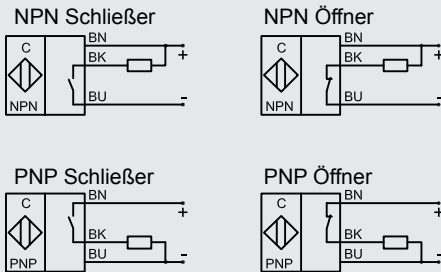 NPN Schließer
BN
C
BK
+
NPN
BU
-
NPN Öffner
BN
C
BK
+
NPN
BU
-
PNP Schließer
BN
C
+
BK
BU
PNP
-
PNP Öffner
BN
C
+
BK
BU
PNP
-